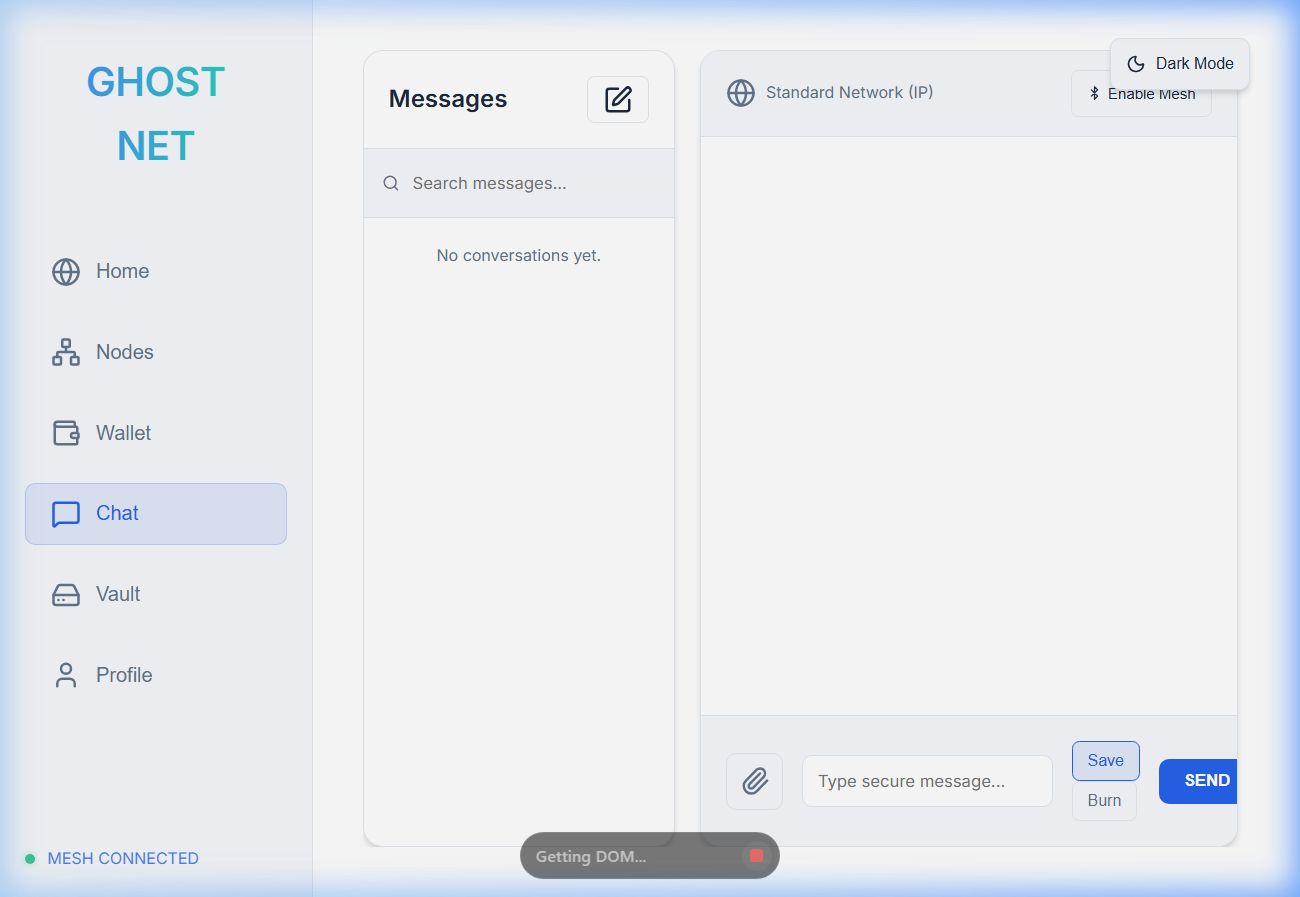 GHOST
NET
Home
Nodes
Wallet
Chat
Vault
Profile
MESH CONNECTED
Messages
Search messages...
No conversations yet.
Standard Network (IP)
Dark Mode
Enable Mesh
Type secure message...
Save
Burn
SEND
Getting DOM...